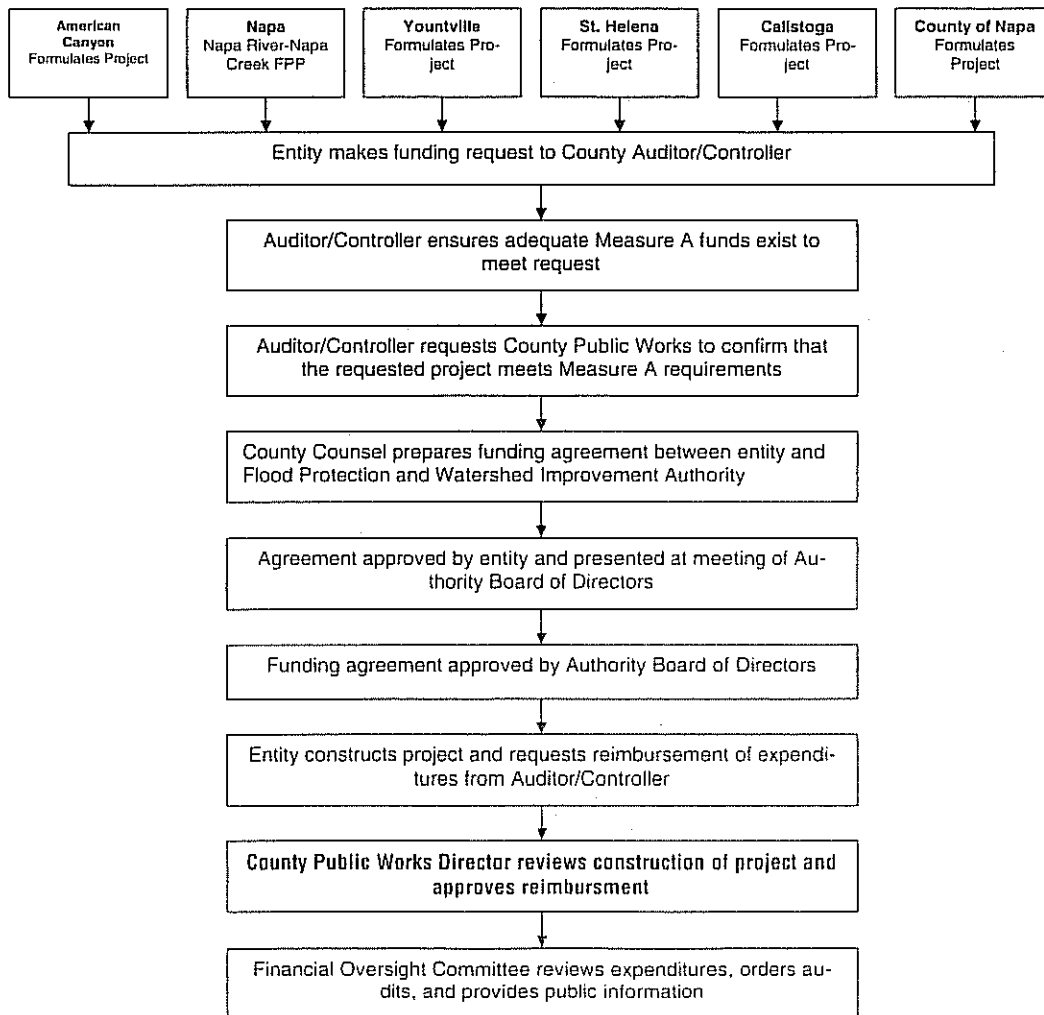 American
Canyon
Formulates Project
Napa
Napa River-Napa
Creek FPP
Yountville
Formulates Pro-
ject
St. Helena
Formulates Pro-
ject
Calistoga
Formulates Pro-
ject
County of Napa
Formulates
Project
Entity makes funding request to County Auditor/Controller
Auditor/Controller ensures adequate Measure A funds exist to
meet request
Auditor/Controller requests County Public Works to confirm that
the requested project meets Measure A requirements
County Counsel prepares funding agreement between entity and
Flood Protection and Watershed Improvement Authority
Agreement approved by entity and presented at meeting of Au-
thority Board of Directors
Funding agreement approved by Authority Board of Directors
Entity constructs project and requests reimbursement of expendi-
tures from Auditor/Controller
County Public Works Director reviews construction of project and
approves reimbursment
Financial Oversight Committee reviews expenditures, orders au-
dits, and provides public information